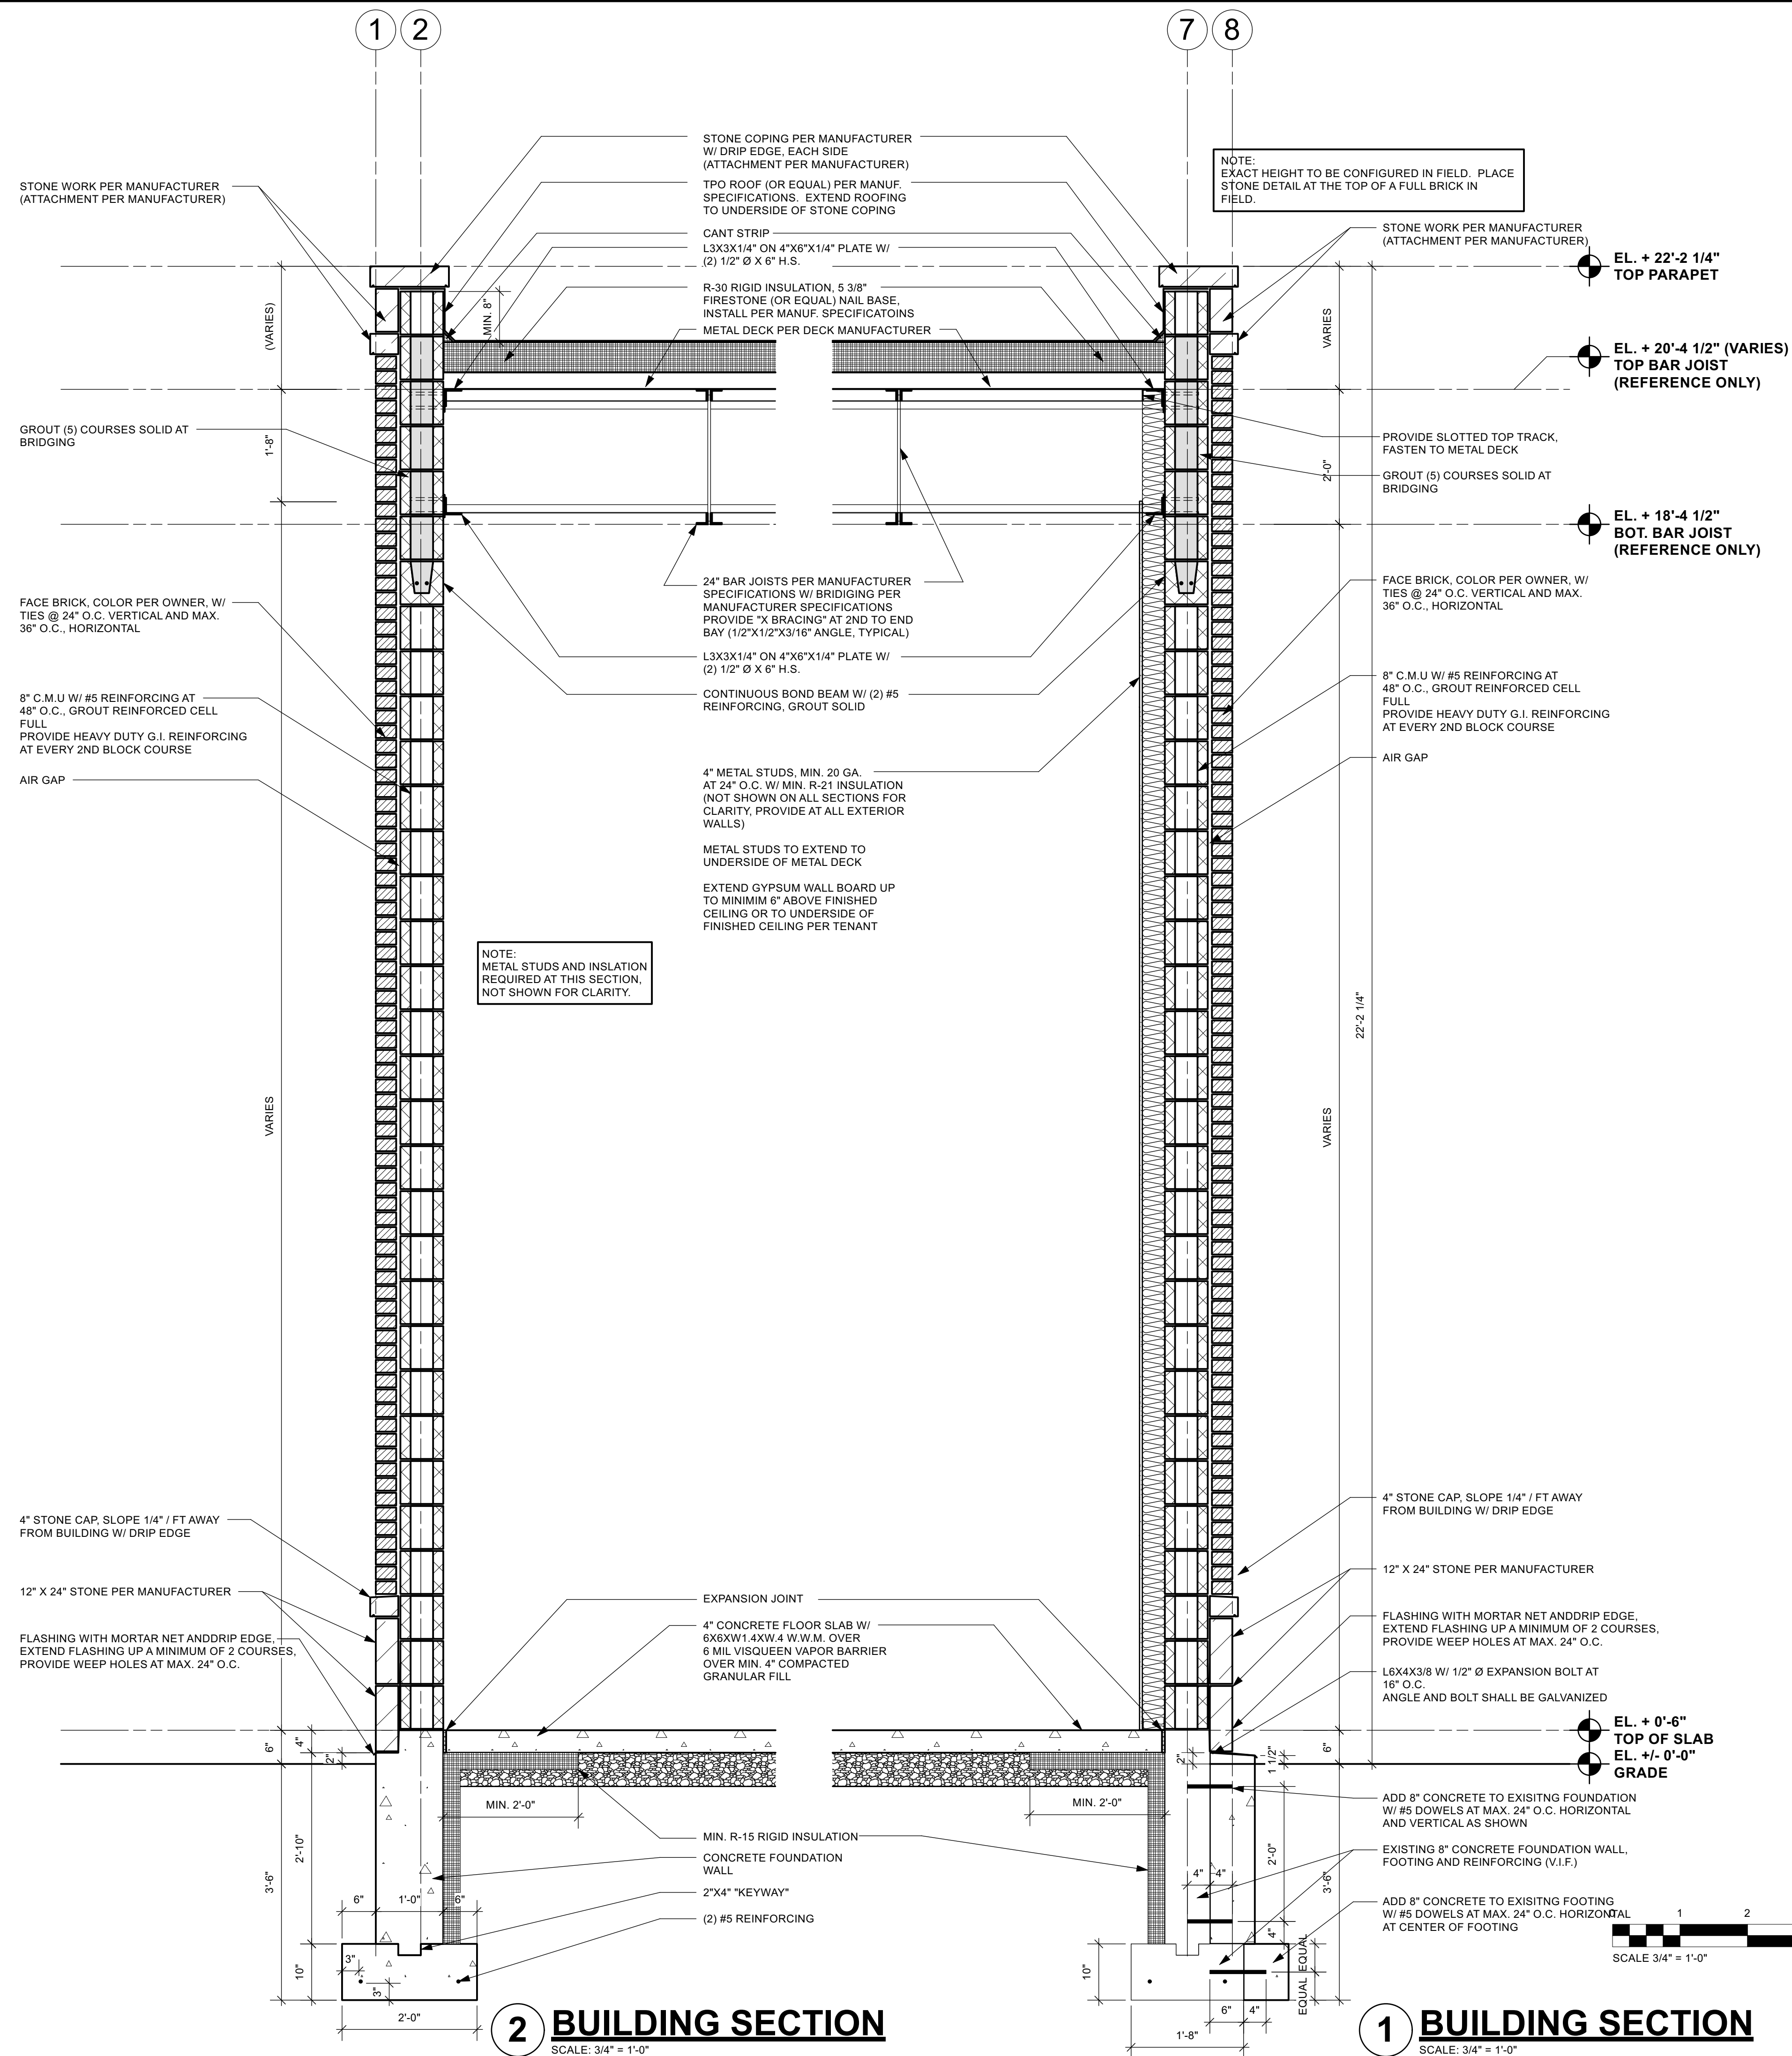 1
2
7
8
STONE COPING PER MANUFACTURER
W/ DRIP EDGE, EACH SIDE
(ATTACHMENT PER MANUFACTURER)
TPO ROOF (OR EQUAL) PER MANUF.
SPECIFICATIONS. EXTEND ROOFING
TO UNDERSIDE OF STONE COPING
CANT STRIP
L3X3X1/4" ON 4"X6"X1/4" PLATE W/
(2) 1/2" Ø X 6" H.S.
R-30 RIGID INSULATION, 5 3/8"
FIRESTONE (OR EQUAL) NAIL BASE,
INSTALL PER MANUF. SPECIFICATOINS
METAL DECK PER DECK MANUFACTURER
STONE WORK PER MANUFACTURER
(ATTACHMENT PER MANUFACTURER)
NOTE:
EXACT HEIGHT TO BE CONFIGURED IN FIELD. PLACE
STONE DETAIL AT THE TOP OF A FULL BRICK IN
FIELD.
STONE WORK PER MANUFACTURER
(ATTACHMENT PER MANUFACTURER)
EL. + 22'-2 1/4"
TOP PARAPET
EL. + 20'-4 1/2" (VARIES)
TOP BAR JOIST
(REFERENCE ONLY)
EL. + 18'-4 1/2"
BOT. BAR JOIST
(REFERENCE ONLY)
(VARIES)
MIN. 8"
VARIES
1'-8"
2'-0"
GROUT (5) COURSES SOLID AT
BRIDGING
PROVIDE SLOTTED TOP TRACK,
FASTEN TO METAL DECK
GROUT (5) COURSES SOLID AT
BRIDGING
FACE BRICK, COLOR PER OWNER, W/
TIES @ 24" O.C. VERTICAL AND MAX.
36" O.C., HORIZONTAL
8" C.M.U W/ #5 REINFORCING AT
48" O.C., GROUT REINFORCED CELL
FULL
PROVIDE HEAVY DUTY G.I. REINFORCING
AT EVERY 2ND BLOCK COURSE
AIR GAP
24" BAR JOISTS PER MANUFACTURER
SPECIFICATIONS W/ BRIDIGING PER
MANUFACTURER SPECIFICATIONS
PROVIDE "X BRACING" AT 2ND TO END
BAY (1/2"X1/2"X3/16" ANGLE, TYPICAL)
L3X3X1/4" ON 4"X6"X1/4" PLATE W/
(2) 1/2" Ø X 6" H.S.
CONTINUOUS BOND BEAM W/ (2) #5
REINFORCING, GROUT SOLID
4" METAL STUDS, MIN. 20 GA.
AT 24" O.C. W/ MIN. R-21 INSULATION
(NOT SHOWN ON ALL SECTIONS FOR
CLARITY, PROVIDE AT ALL EXTERIOR
WALLS)
METAL STUDS TO EXTEND TO
UNDERSIDE OF METAL DECK
EXTEND GYPSUM WALL BOARD UP
TO MINIMIM 6" ABOVE FINISHED
CEILING OR TO UNDERSIDE OF
FINISHED CEILING PER TENANT
FACE BRICK, COLOR PER OWNER, W/
TIES @ 24" O.C. VERTICAL AND MAX.
36" O.C., HORIZONTAL
8" C.M.U W/ #5 REINFORCING AT
48" O.C., GROUT REINFORCED CELL
FULL
PROVIDE HEAVY DUTY G.I. REINFORCING
AT EVERY 2ND BLOCK COURSE
AIR GAP
NOTE:
METAL STUDS AND INSLATION
REQUIRED AT THIS SECTION,
NOT SHOWN FOR CLARITY.
VARIES
VARIES
22'-2 1/4"
4" STONE CAP, SLOPE 1/4" / FT AWAY
FROM BUILDING W/ DRIP EDGE
12" X 24" STONE PER MANUFACTURER
FLASHING WITH MORTAR NET ANDDRIP EDGE,
EXTEND FLASHING UP A MINIMUM OF 2 COURSES,
PROVIDE WEEP HOLES AT MAX. 24" O.C.
EXPANSION JOINT
4" CONCRETE FLOOR SLAB W/
6X6XW1.4XW.4 W.W.M. OVER
6 MIL VISQUEEN VAPOR BARRIER
OVER MIN. 4" COMPACTED
GRANULAR FILL
4" STONE CAP, SLOPE 1/4" / FT AWAY
FROM BUILDING W/ DRIP EDGE
12" X 24" STONE PER MANUFACTURER
FLASHING WITH MORTAR NET ANDDRIP EDGE,
EXTEND FLASHING UP A MINIMUM OF 2 COURSES,
PROVIDE WEEP HOLES AT MAX. 24" O.C.
L6X4X3/8 W/ 1/2" Ø EXPANSION BOLT AT
16" O.C.
ANGLE AND BOLT SHALL BE GALVANIZED
EL. + 0'-6"
TOP OF SLAB
EL. +/- 0'-0"
GRADE
6"
4"
2"
2"
1 1/2"
6"
MIN. 2'-0"
MIN. 2'-0"
MIN. R-15 RIGID INSULATION
CONCRETE FOUNDATION
WALL
2"X4" "KEYWAY"
(2) #5 REINFORCING
ADD 8" CONCRETE TO EXISITNG FOUNDATION
W/ #5 DOWELS AT MAX. 24" O.C. HORIZONTAL
AND VERTICAL AS SHOWN
EXISTING 8" CONCRETE FOUNDATION WALL,
FOOTING AND REINFORCING (V.I.F.)
ADD 8" CONCRETE TO EXISITNG FOOTING
W/ #5 DOWELS AT MAX. 24" O.C. HORIZONTAL
AT CENTER OF FOOTING
2'-10"
3'-6"
6"
1'-0"
6"
10"
3"
3"
2'-0"
4"
4"
2'-0"
3'-6"
4"
10"
EQUAL
EQUAL
6"
4"
1'-8"
0
1
2
SCALE 3/4" = 1'-0"
2
BUILDING SECTION
SCALE: 3/4" = 1'-0"
1
BUILDING SECTION
SCALE: 3/4" = 1'-0"